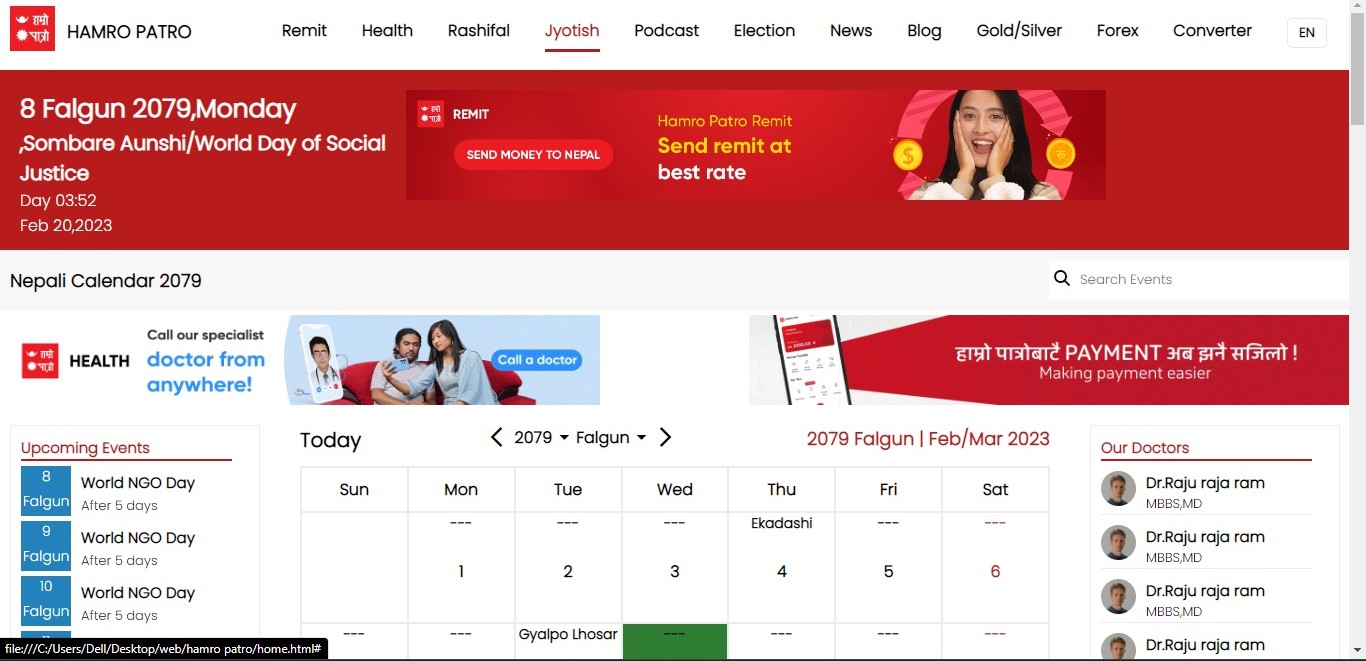 हाम्रो
पात्रो
HAMRO PATRO
Remit
Health
Rashifal
Jyotish
Podcast
Election
News
Blog
Gold/Silver
Forex
Converter
EN
8 Falgun 2079,Monday
,Sombare Aunshi/World Day of Social
Justice
Day 03:52
Feb 20,2023
हाम्रो
पात्रो
REMIT
SEND MONEY TO NEPAL
Hamro Patro Remit
Send remit at
best rate
$
रु
Nepali Calendar 2079
Search Events
हाम्रो
पात्रो
HEALTH
Call our specialist
doctor from
anywhere!
Call a doctor
हाम्रो पात्रोबाटै PAYMENT अब झनै सजिलो !
Making payment easier
Upcoming Events
8
Falgun
World NGO Day
After 5 days
9
Falgun
World NGO Day
After 5 days
10
Falgun
World NGO Day
After 5 days
Today
2079
Falgun
2079 Falgun | Feb/Mar 2023
Sun Mon Tue Wed Thu Fri Sat
--- --- --- Ekadashi --- ---
1 2 3 4 5 6
--- --- Gyalpo Lhosar --- --- --- ---
Our Doctors
Dr.Raju raja ram
MBBS,MD
Dr.Raju raja ram
MBBS,MD
Dr.Raju raja ram
MBBS,MD
Dr.Raju raja ram
file:///C:/Users/Dell/Desktop/web/hamro patro/home.html#